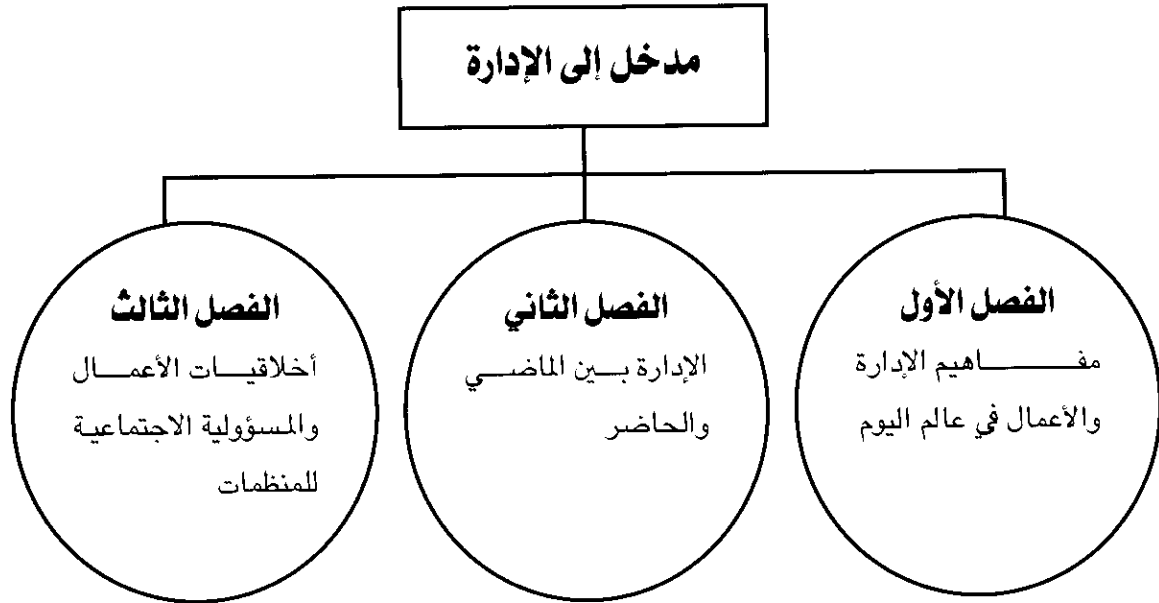 مدخل إلى الإدارة
الفصل الأول
مفاهيم الإدارة
والأعمال في عالم اليوم
الفصل الثاني
الإدارة بين الماضي
والحاضر
الفصل الثالث
أخلاقيات الأعمال
والمسؤولية الاجتماعية
للمنظمات